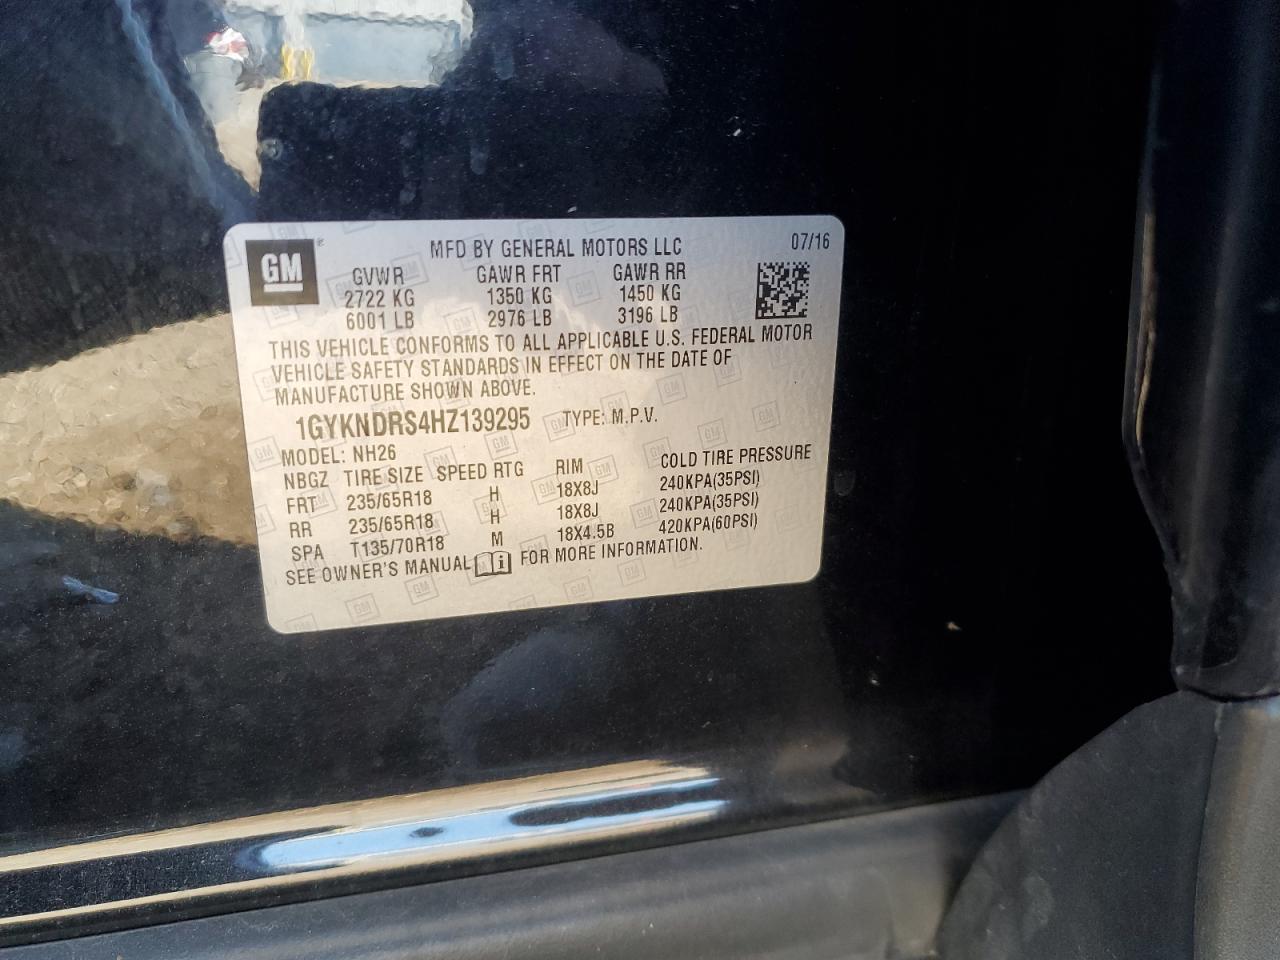 GM ® MFD BY GENERAL MOTORS LLC 07/16
GVWR GAWR FRT GAWR RR
2722 KG 1350 KG 1450 KG
6001 LB 2976 LB 3196 LB
THIS VEHICLE CONFORMS TO ALL APPLICABLE U.S. FEDERAL MOTOR
VEHICLE SAFETY STANDARDS IN EFFECT ON THE DATE OF
MANUFACTURE SHOWN ABOVE.
1GYKNDRS4HZ139295 TYPE: M.P.V.
MODEL: NH26
NBGZ TIRE SIZE SPEED RTG RIM COLD TIRE PRESSURE
FRT 235/65R18 H 18X8J 240KPA(35PSI)
RR 235/65R18 H 18X8J 240KPA(35PSI)
SPA T135/70R18 M 18X4.5B 420KPA(60PSI)
SEE OWNER'S MANUAL i FOR MORE INFORMATION.